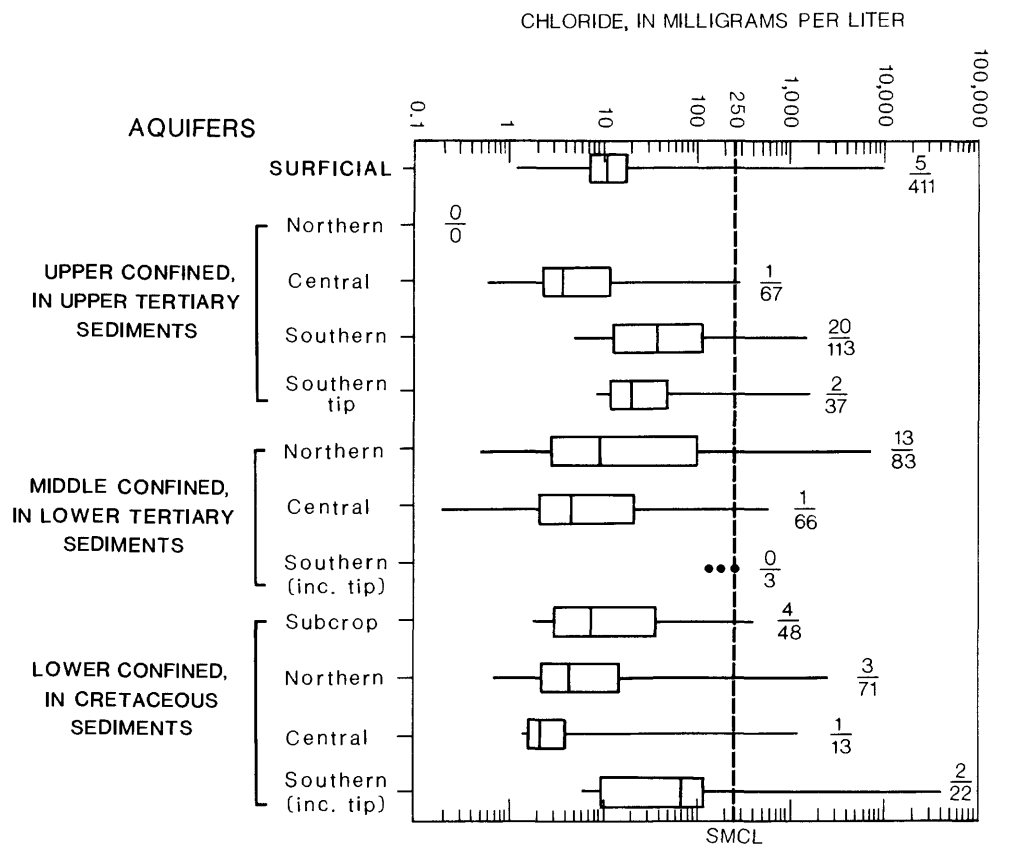 CHLORIDE, IN MILLIGRAMS PER LITER
0.1
1
10
100
250
1,000
10,000
100,000
AQUIFERS
SURFICIAL
5
411
UPPER CONFINED,
IN UPPER TERTIARY
SEDIMENTS
Northern
0
0
Central
1
67
Southern
20
113
Southern
tip
2
37
MIDDLE CONFINED,
IN LOWER TERTIARY
SEDIMENTS
Northern
13
83
Central
1
66
Southern
(inc. tip)
0
3
LOWER CONFINED,
IN CRETACEOUS
SEDIMENTS
Subcrop
4
48
Northern
3
71
Central
1
13
Southern
(inc. tip)
2
22
SMCL